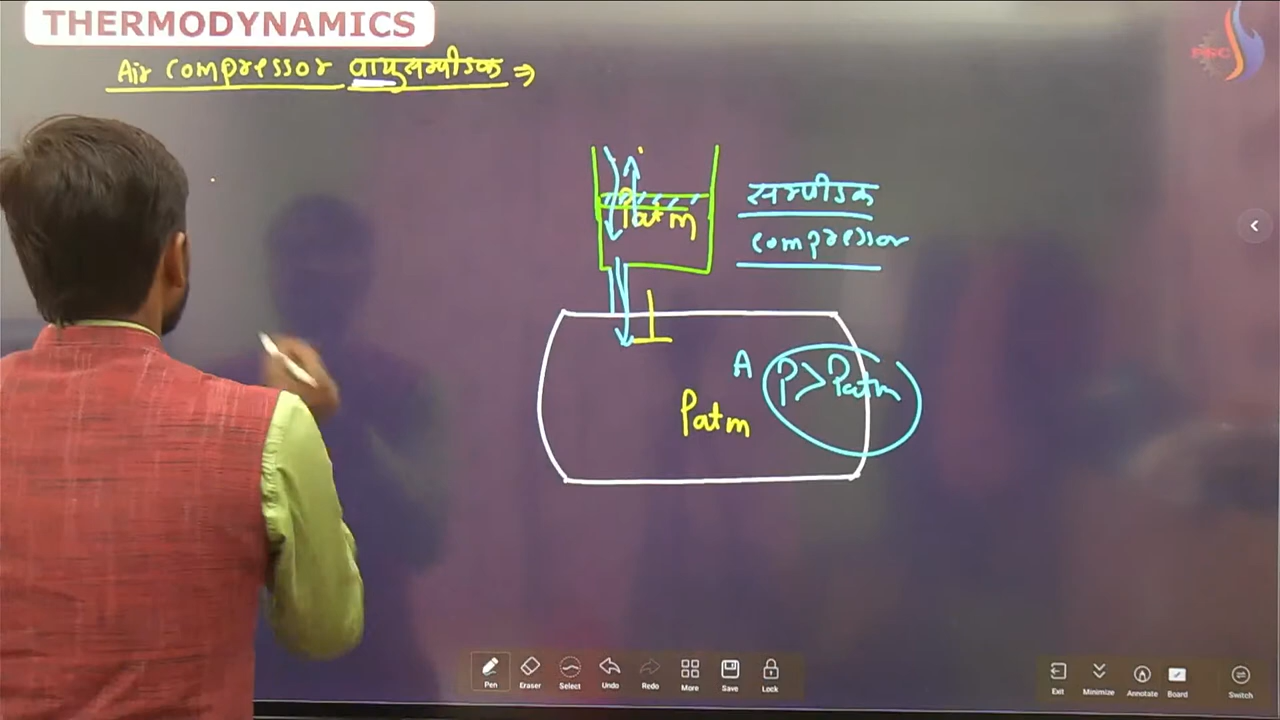 THERMODYNAMICS
Air compressor वायुसम्पीडक ⇒
Patm
सम्पीडक
compressor
A P>Patm
Patm
Pen Eraser Select Undo Redo More Save Lock
Exit Minimize Annotate Board Switch